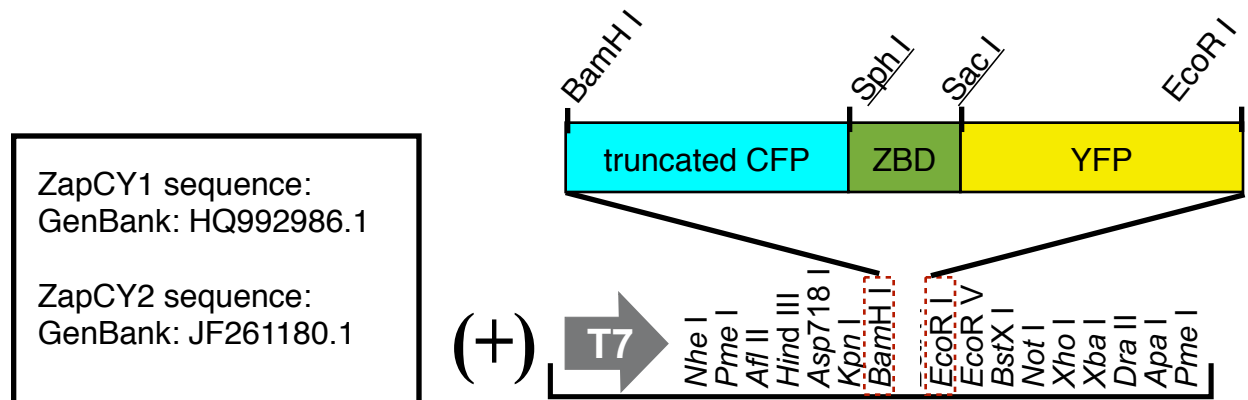 BamH I
Sph I
Sac I
EcoR I
truncated CFP
ZBD
YFP
ZapCY1 sequence:
GenBank: HQ992986.1
ZapCY2 sequence:
GenBank: JF261180.1
(+)
T7
Nhe I
Pme I
Afl II
Hind III
Asp718 I
Kpn I
BamH I
EcoR I
EcoR V
BstX I
Not I
Xho I
Xba I
Dra II
Apa I
Pme I